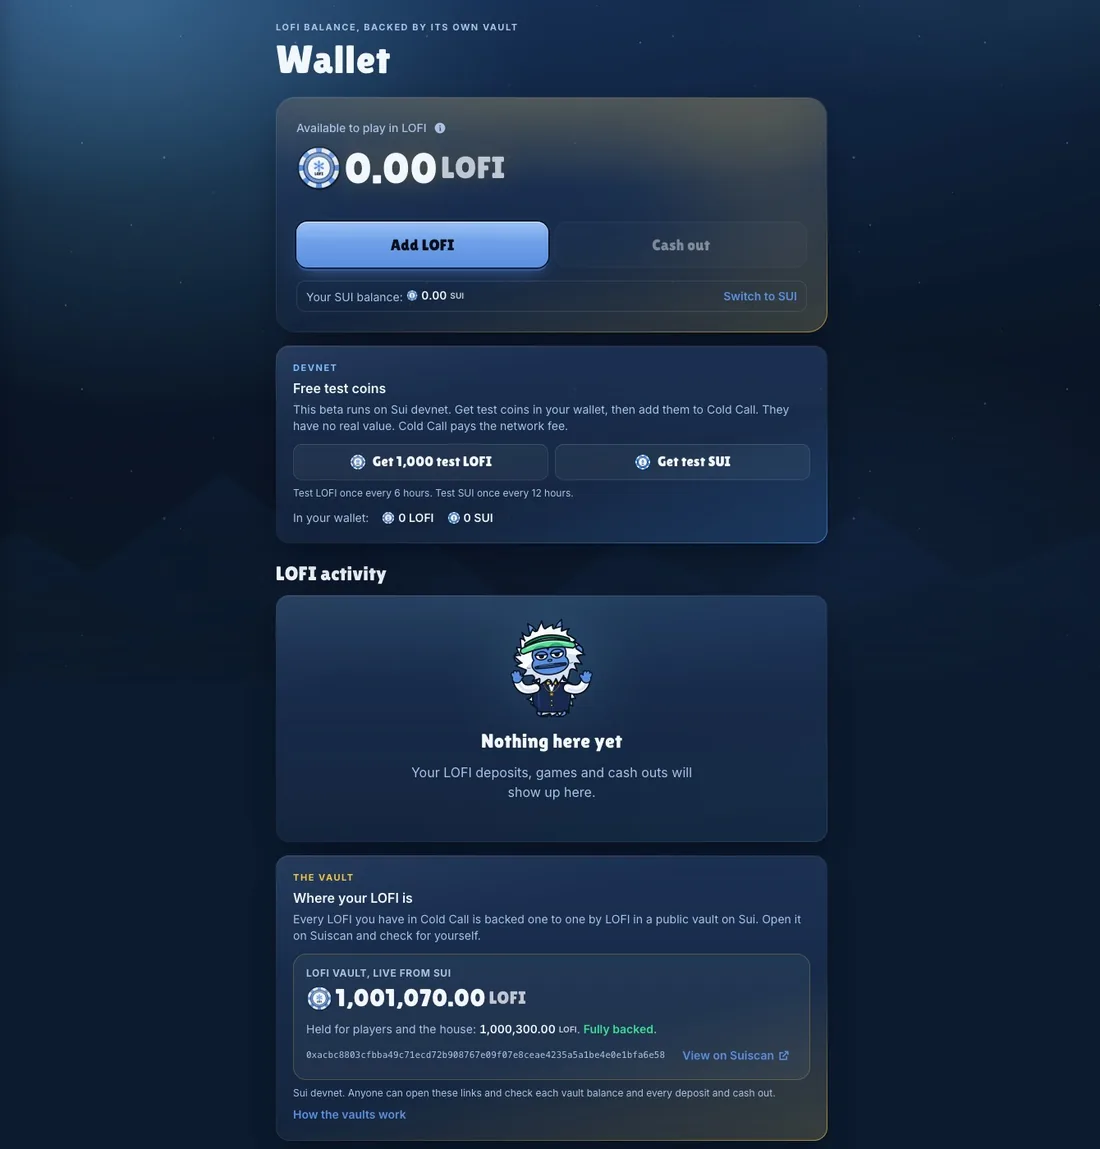 LOFI BALANCE, BACKED BY ITS OWN VAULT
Wallet
Available to play in LOFI
0.00 LOFI
Add LOFI
Cash out
Your SUI balance: 0.00 SUI
Switch to SUI
DEVNET
Free test coins
This beta runs on Sui devnet. Get test coins in your wallet, then add them to Cold Call. They
have no real value. Cold Call pays the network fee.
Get 1,000 test LOFI
Get test SUI
Test LOFI once every 6 hours. Test SUI once every 12 hours.
In your wallet: 0 LOFI 0 SUI
LOFI activity
Nothing here yet
Your LOFI deposits, games and cash outs will
show up here.
THE VAULT
Where your LOFI is
Every LOFI you have in Cold Call is backed one to one by LOFI in a public vault on Sui. Open it
on Suiscan and check for yourself.
LOFI VAULT, LIVE FROM SUI
1,001,070.00 LOFI
Held for players and the house: 1,000,300.00 LOFI. Fully backed.
0xacbc8803cfbba49c71ecd72b908767e09f07e8ceae4235a5a1be4e0e1bfa6e58
View on Suiscan
Sui devnet. Anyone can open these links and check each vault balance and every deposit and cash out.
How the vaults work